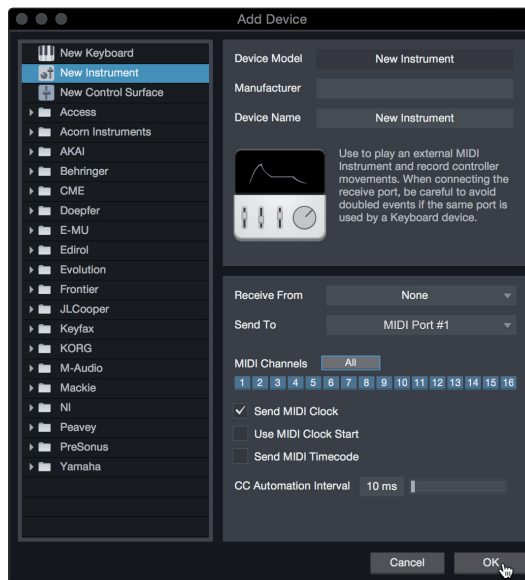 Add Device
New Keyboard
New Instrument
New Control Surface
Access
Acorn Instruments
AKAI
Behringer
CME
Doepfer
E-MU
Edirol
Evolution
Frontier
JLCooper
Keyfax
KORG
M-Audio
Mackie
NI
Peavey
PreSonus
Yamaha
Device Model New Instrument
Manufacturer
Device Name New Instrument
Use to play an external MIDI
Instrument and record controller
movements. When connecting the
receive port, be careful to avoid
doubled events if the same port is
used by a Keyboard device.
Receive From None
Send To MIDI Port #1
MIDI Channels All
1 2 3 4 5 6 7 8 9 10 11 12 13 14 15 16
Send MIDI Clock
Use MIDI Clock Start
Send MIDI Timecode
CC Automation Interval 10 ms
Cancel OK